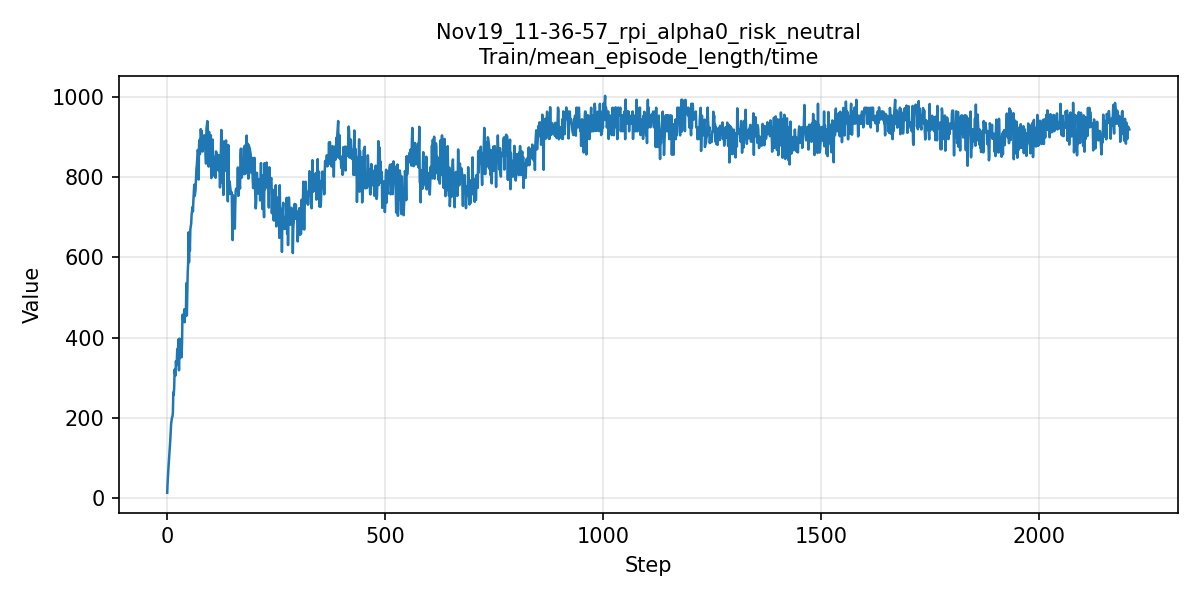 Nov19_11-36-57_rpi_alpha0_risk_neutral
Train/mean_episode_length/time
1000
800
600
400
200
0
Value
0 500 1000 1500 2000
Step